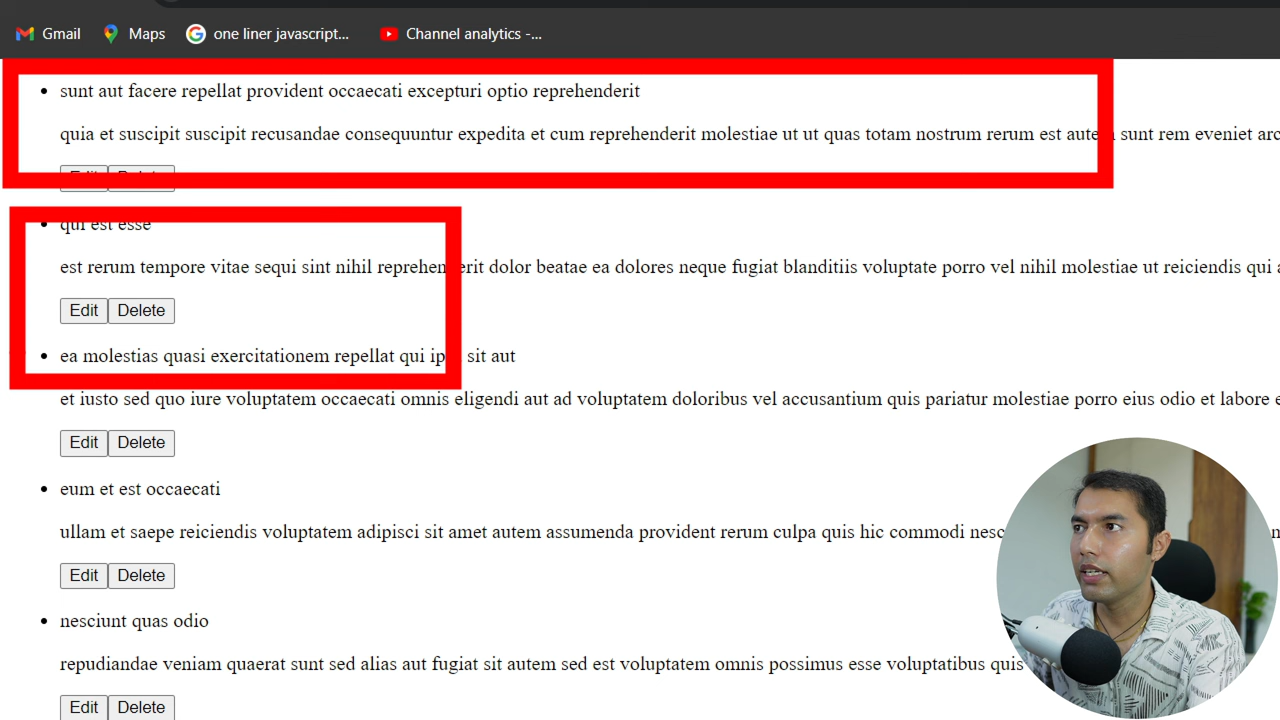 Gmail Maps one liner javascript... Channel analytics -...
sunt aut facere repellat provident occaecati excepturi optio reprehenderit
quia et suscipit suscipit recusandae consequuntur expedita et cum reprehenderit molestiae ut ut quas totam nostrum rerum est autem sunt rem eveniet
Edit Delete
qui est esse
est rerum tempore vitae sequi sint nihil reprehenderit dolor beatae ea dolores neque fugiat blanditiis voluptate porro vel nihil molestiae ut reiciendis qui
Edit Delete
ea molestias quasi exercitationem repellat qui sit aut
et iusto sed quo iure voluptatem occaecati omnis eligendi aut ad voluptatem doloribus vel accusantium quis pariatur molestiae porro eius odio et labore
Edit Delete
eum et est occaecati
ullam et saepe reiciendis voluptatem adipisci sit amet autem assumenda provident rerum culpa quis hic commodi nesc
Edit Delete
nesciunt quas odio
repudiandae veniam quaerat sunt sed alias aut fugiat sit autem sed est voluptatem omnis possimus esse voluptatibus quis
Edit Delete